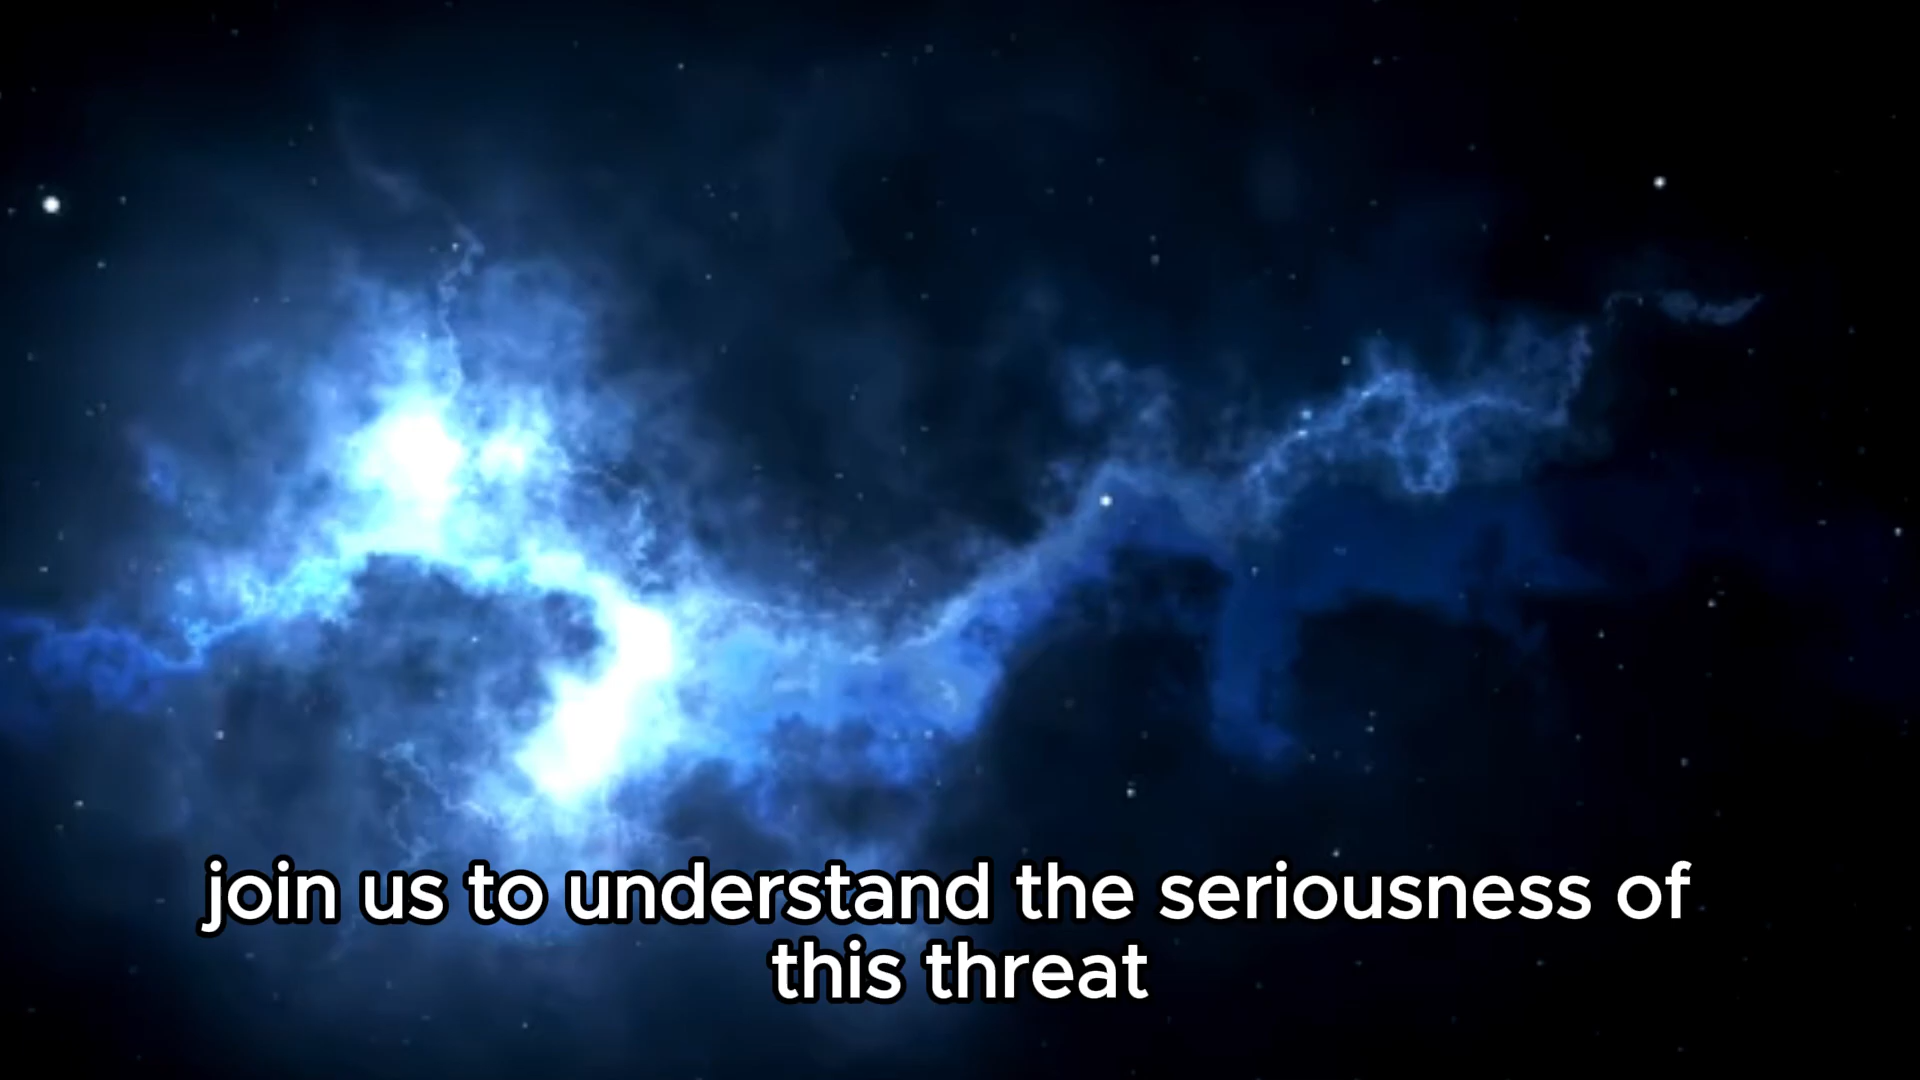 join us to understand the seriousness of
this threat